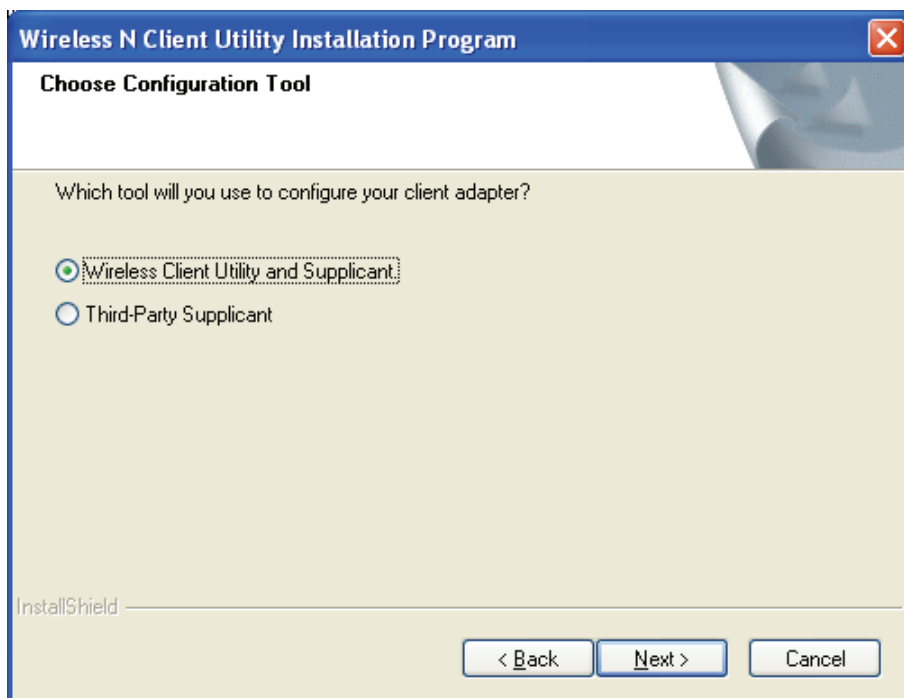 Wireless N Client Utility Installation Program
Choose Configuration Tool
Which tool will you use to configure your client adapter?
Wireless Client Utility and Supplicant.
Third-Party Supplicant
InstallShield
< Back
Next >
Cancel